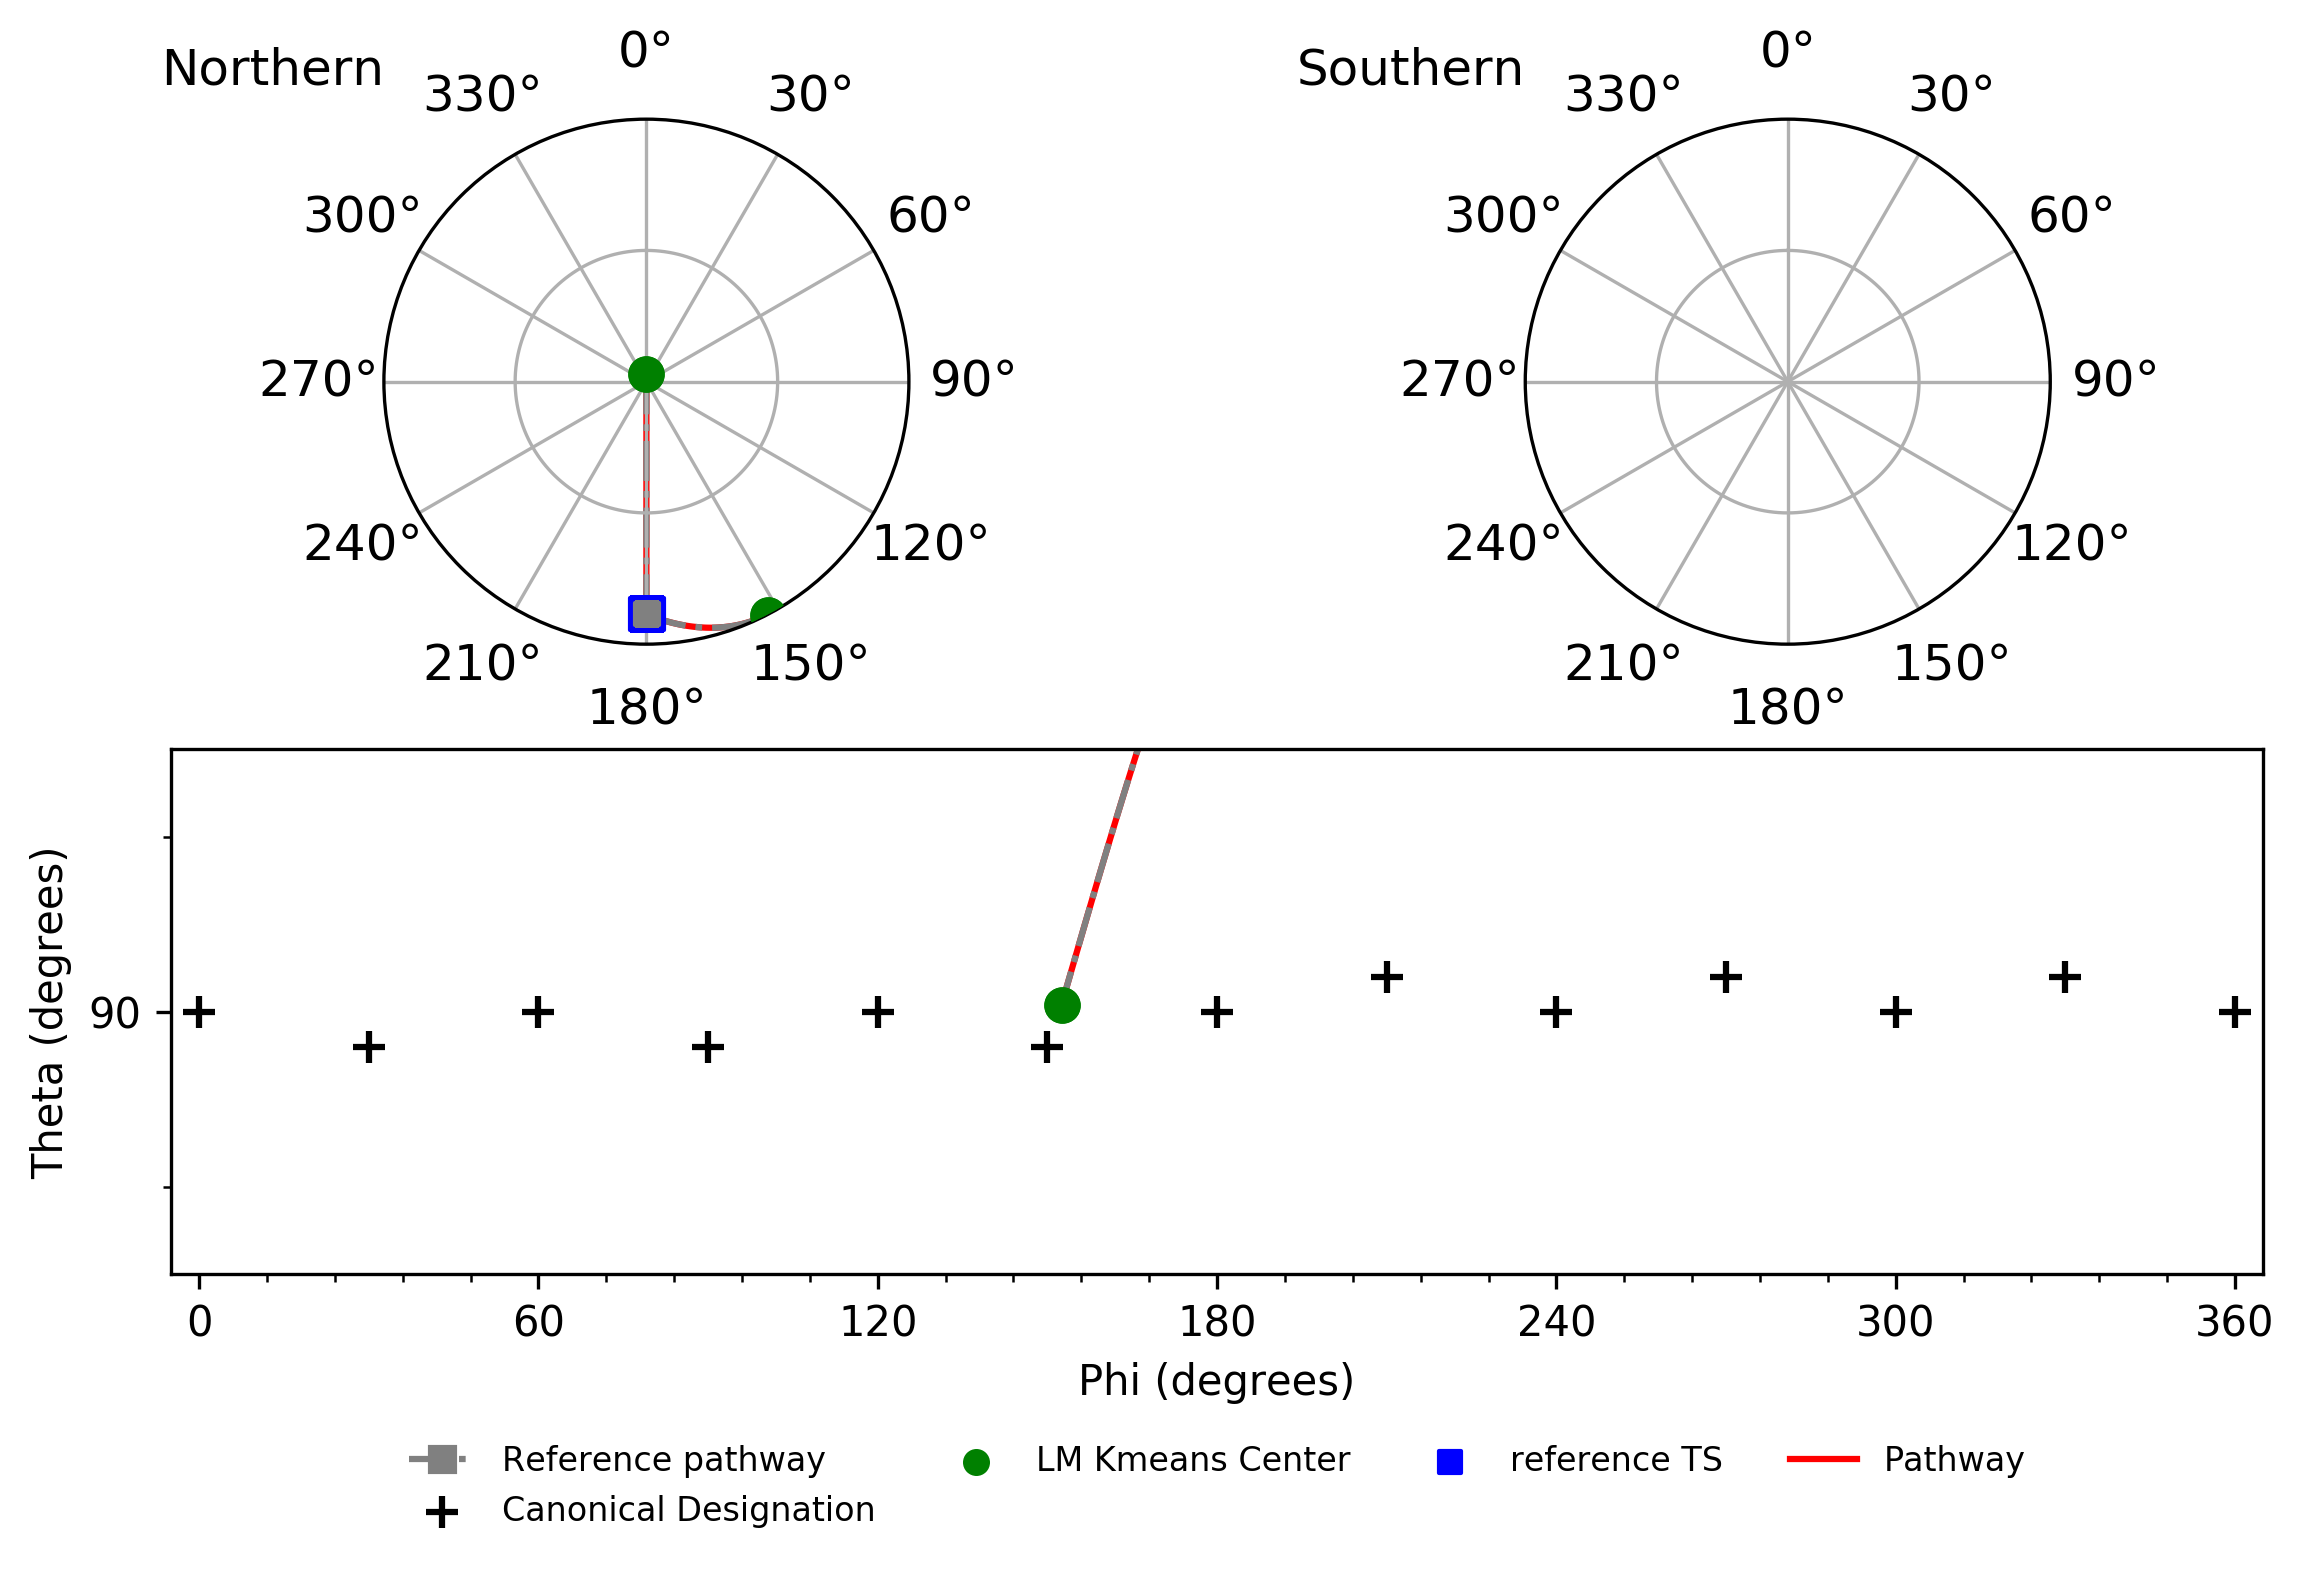 Northern
0°
330°
30°
300°
60°
270°
90°
240°
120°
210°
150°
180°
Southern
0°
330°
30°
300°
60°
270°
90°
240°
120°
210°
150°
180°
Theta (degrees)
90
0 60 120 180 240 300 360
Phi (degrees)
Reference pathway
Canonical Designation
LM Kmeans Center
reference TS
Pathway